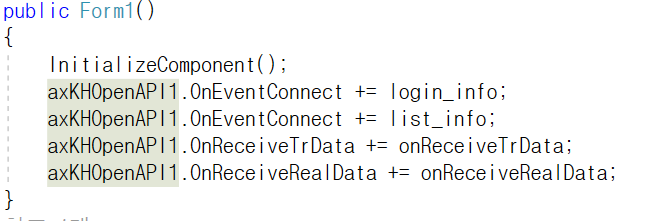 public Form1()
{
InitializeComponent();
axKHOpenAPI1.OnEventConnect += login_info;
axKHOpenAPI1.OnEventConnect += list_info;
axKHOpenAPI1.OnReceiveTrData += onReceiveTrData;
axKHOpenAPI1.OnReceiveRealData += onReceiveRealData;
}